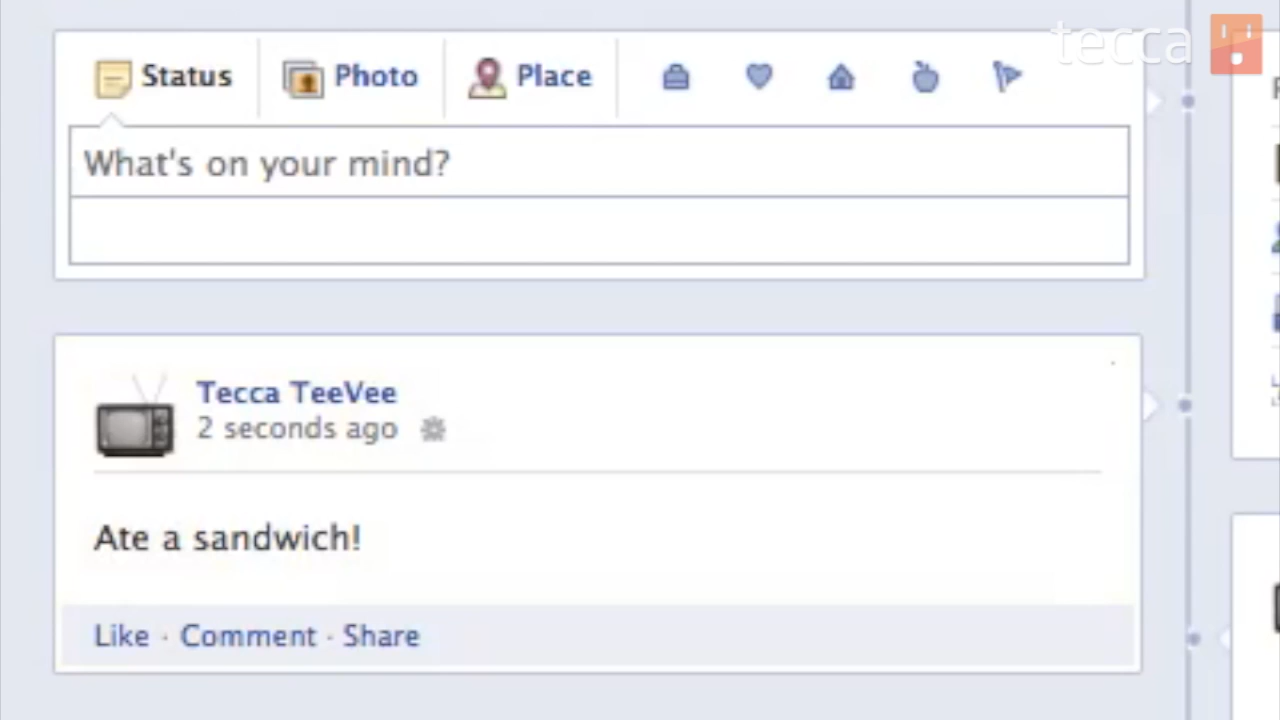 tecca
Status Photo Place
What's on your mind?
Tecca TeeVee
2 seconds ago
Ate a sandwich!
Like · Comment · Share